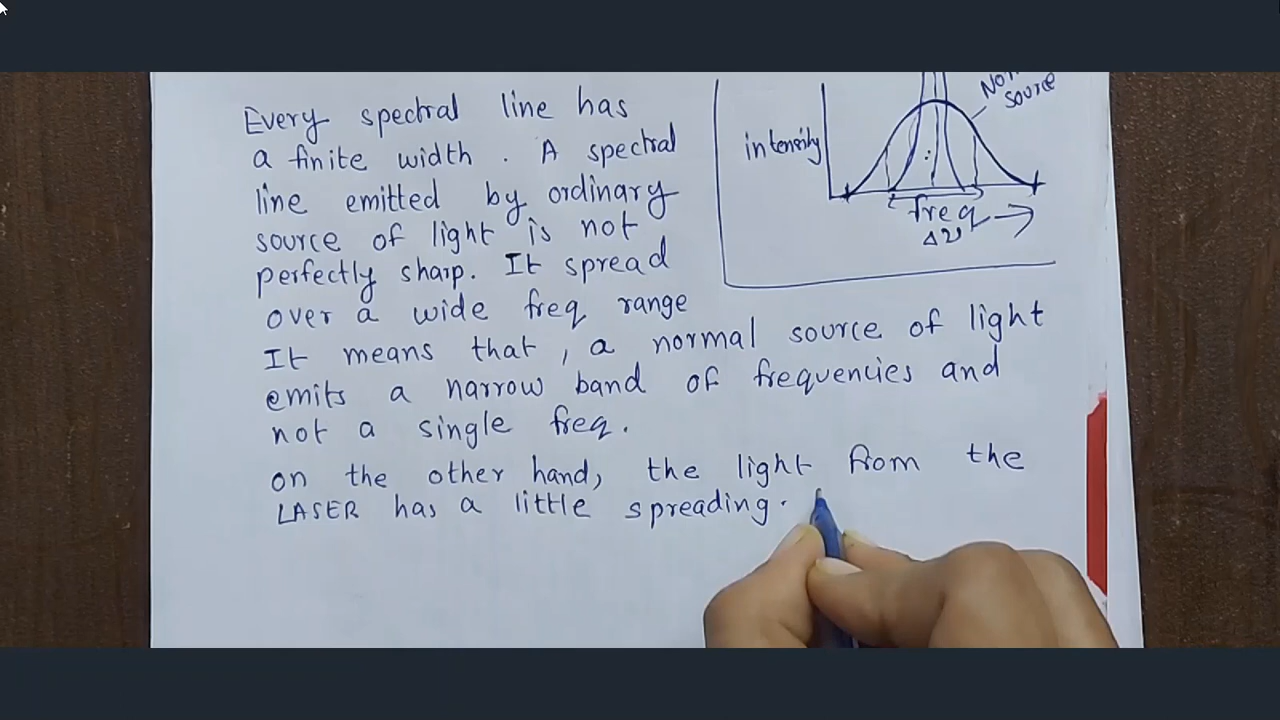 Every spectral line has
a finite width. A spectral
line emitted by ordinary
source of light is not
perfectly sharp. It spread
over a wide freq range
It means that, a normal source of light
emits a narrow band of frequencies and
not a single freq.
on the other hand, the light from the
LASER has a little spreading.
source
intensity
freq
Δν